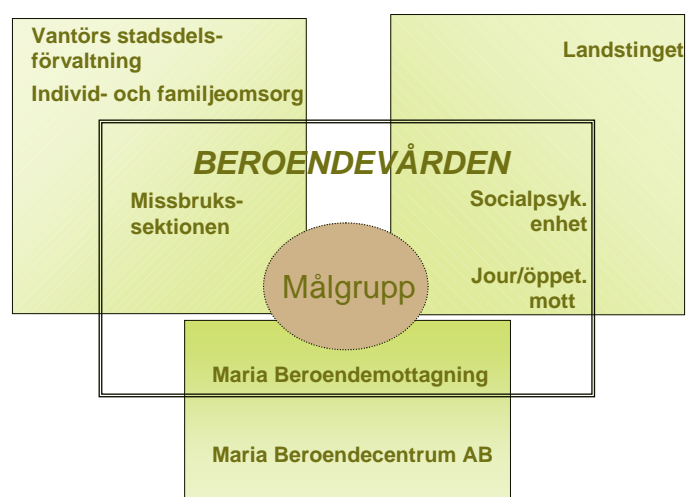 Vantörs stadsdels-
förvaltning
Individ- och familjeomsorg
Landstinget
BEROENDEVÅRDEN
Missbruks-
sektionen
Socialpsyk.
enhet
Målgrupp
Jour/öppet.
mott
Maria Beroendemottagning
Maria Beroendecentrum AB